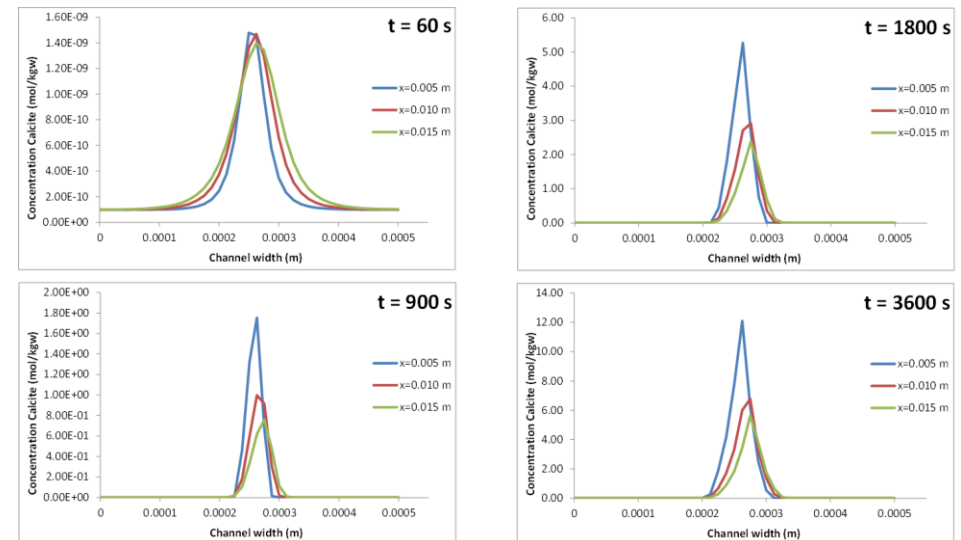 t = 60 s
Concentration Calcite (mol/kgw)
1.60E-09
1.40E-09
1.20E-09
1.00E-09
8.00E-10
6.00E-10
4.00E-10
2.00E-10
0.00E+00
0 0.0001 0.0002 0.0003 0.0004 0.0005
Channel width (m)
x=0.005 m
x=0.010 m
x=0.015 m
t = 1800 s
Concentration Calcite (mol/kgw)
6.00
5.00
4.00
3.00
2.00
1.00
0.00
0 0.0001 0.0002 0.0003 0.0004 0.0005
Channel width (m)
x=0.005 m
x=0.010 m
x=0.015 m
t = 900 s
Concentration Calcite (mol/kgw)
2.00E+00
1.80E+00
1.60E+00
1.40E+00
1.20E+00
1.00E+00
8.00E-01
6.00E-01
4.00E-01
2.00E-01
0.00E+00
0 0.0001 0.0002 0.0003 0.0004 0.0005
Channel width (m)
x=0.005 m
x=0.010 m
x=0.015 m
t = 3600 s
Concentration Calcite (mol/kgw)
14.00
12.00
10.00
8.00
6.00
4.00
2.00
0.00
0 0.0001 0.0002 0.0003 0.0004 0.0005
Channel width (m)
x=0.005 m
x=0.010 m
x=0.015 m